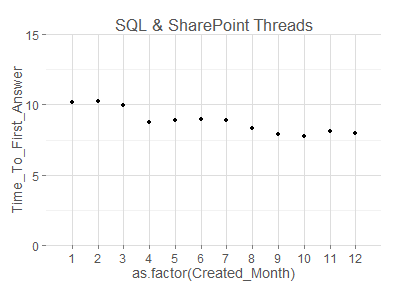 SQL & SharePoint Threads
15
10
5
0
Time_To_First_Answer
1 2 3 4 5 6 7 8 9 10 11 12
as.factor(Created_Month)